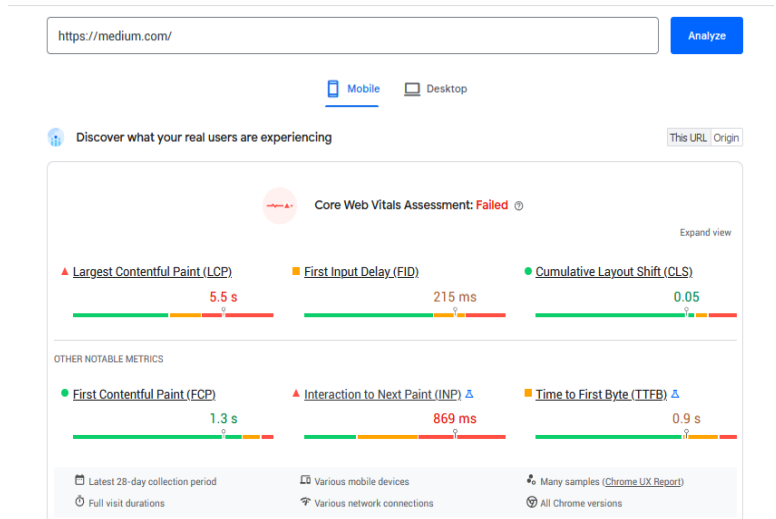 https://medium.com/
Analyze
Mobile
Desktop
Discover what your real users are experiencing
This URL
Origin
Core Web Vitals Assessment: Failed
Expand view
Largest Contentful Paint (LCP)
5.5 s
First Input Delay (FID)
215 ms
Cumulative Layout Shift (CLS)
0.05
OTHER NOTABLE METRICS
First Contentful Paint (FCP)
1.3 s
Interaction to Next Paint (INP)
869 ms
Time to First Byte (TTFB)
0.9 s
Latest 28-day collection period
Various mobile devices
Many samples (Chrome UX Report)
Full visit durations
Various network connections
All Chrome versions